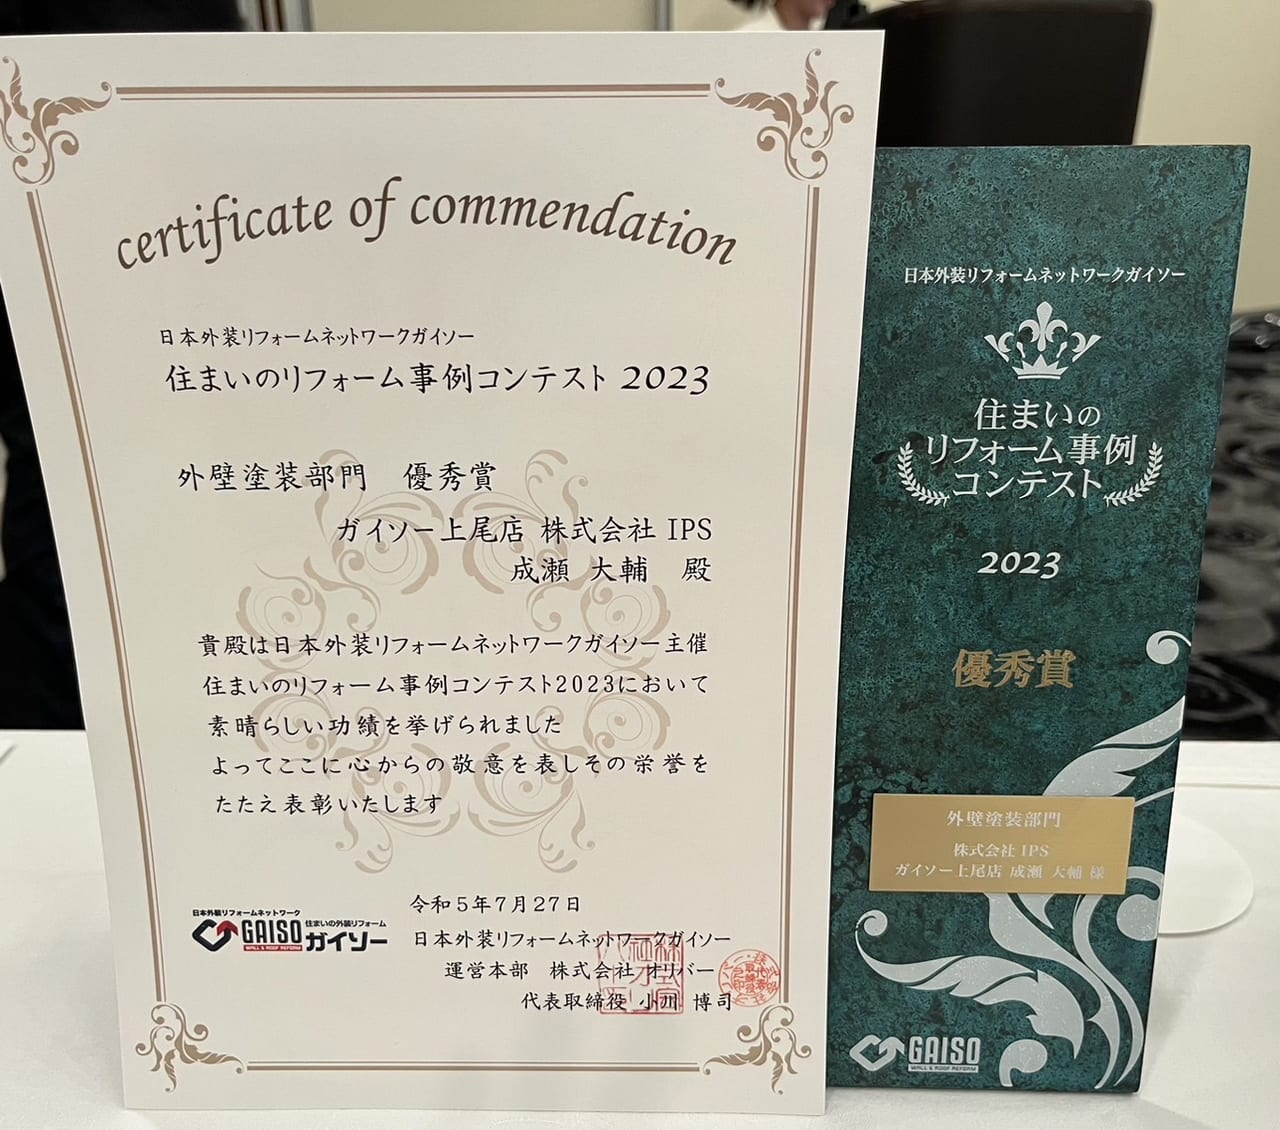 certificate of commendation
日本外装リフォームネットワークガイソー
住まいのリフォーム事例コンテスト 2023
外壁塗装部門 優秀賞
ガイソー上尾店 株式会社 IPS
成瀬 大輔 殿
貴殿は日本外装リフォームネットワークガイソー主催
住まいのリフォーム事例コンテスト2023において
素晴らしい功績を挙げられました
よってここに心からの敬意を表しその栄誉を
たたえ表彰いたします
令和5年7月27日
日本外装リフォームネットワークガイソー
運営本部 株式会社 オリバー
代表取締役 小川 博司
日本外装リフォームネットワーク
GAISO
WALL & ROOF REFORM
住まいの外装リフォーム
ガイソー
日本外装リフォームネットワークガイソー
住まいの
リフォーム事例
コンテスト
2023
優秀賞
外壁塗装部門
株式会社 IPS
ガイソー上尾店 成瀬 大輔 様
GAISO
WALL & ROOF REFORM